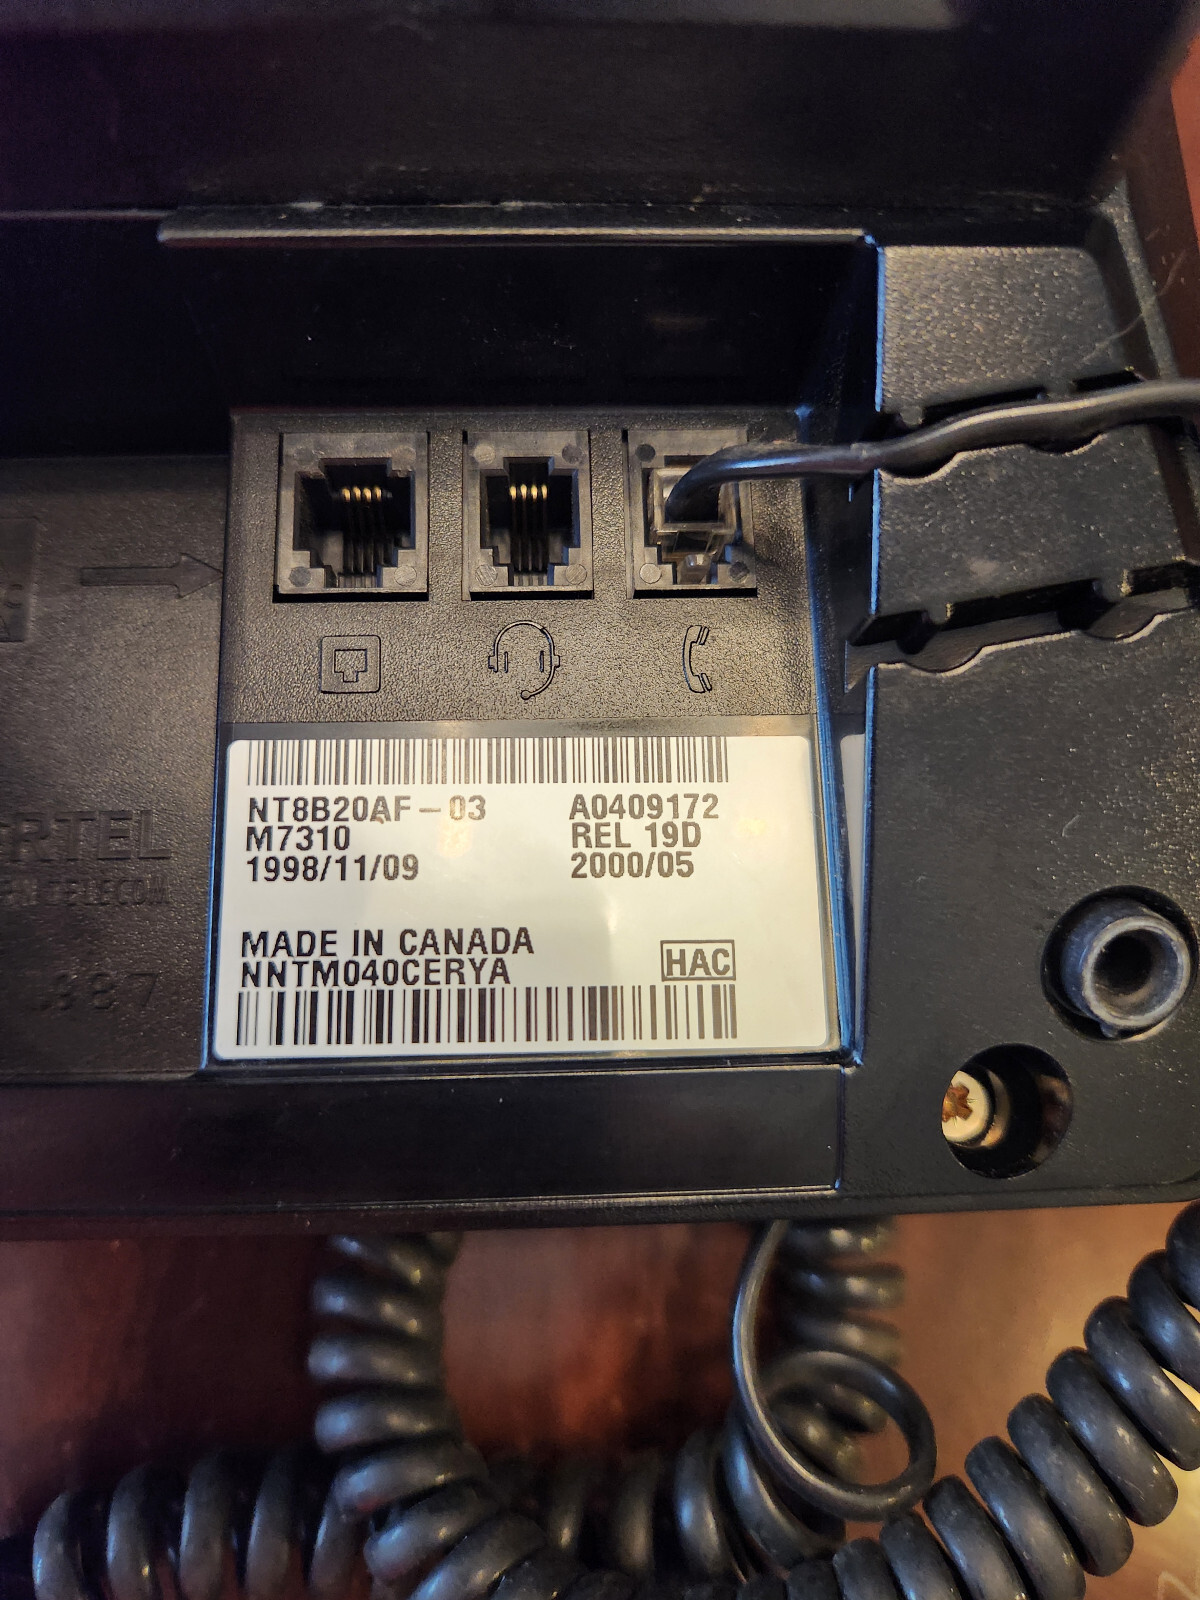 NT8B20AF-03 A0409172
M7310 REL 19D
1998/11/09 2000/05
MADE IN CANADA
NNTM040CERYA HAC